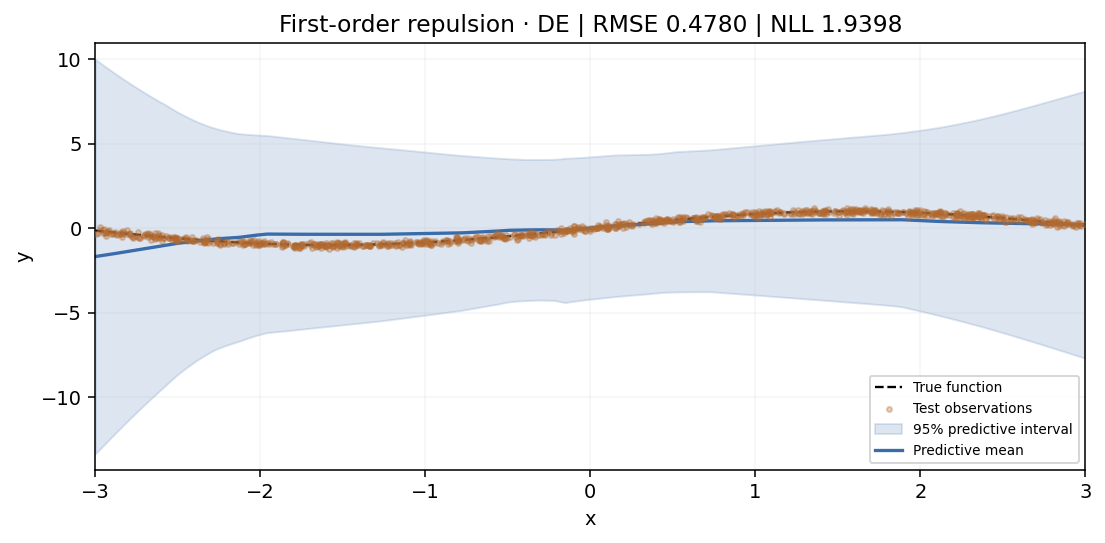 First-order repulsion · DE | RMSE 0.4780 | NLL 1.9398
10
5
0
−5
−10
y
−3
−2
−1
0
1
2
3
x
True function
Test observations
95% predictive interval
Predictive mean